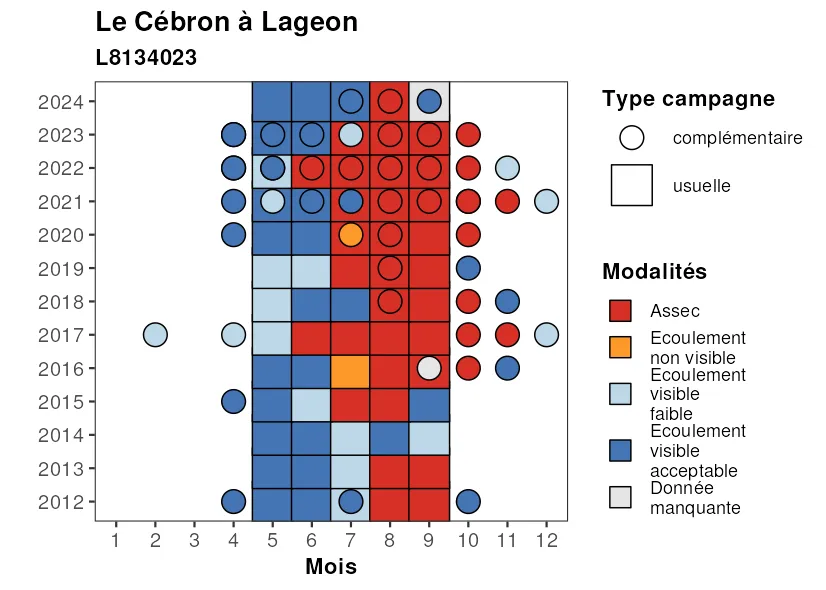 Le Cébron à Lageon
L8134023
2024
2023
2022
2021
2020
2019
2018
2017
2016
2015
2014
2013
2012
1 2 3 4 5 6 7 8 9 10 11 12
Mois
Type campagne
complémentaire
usuelle
Modalités
Assec
Ecoulement
non visible
Ecoulement
visible
faible
Ecoulement
visible
acceptable
Donnée
manquante